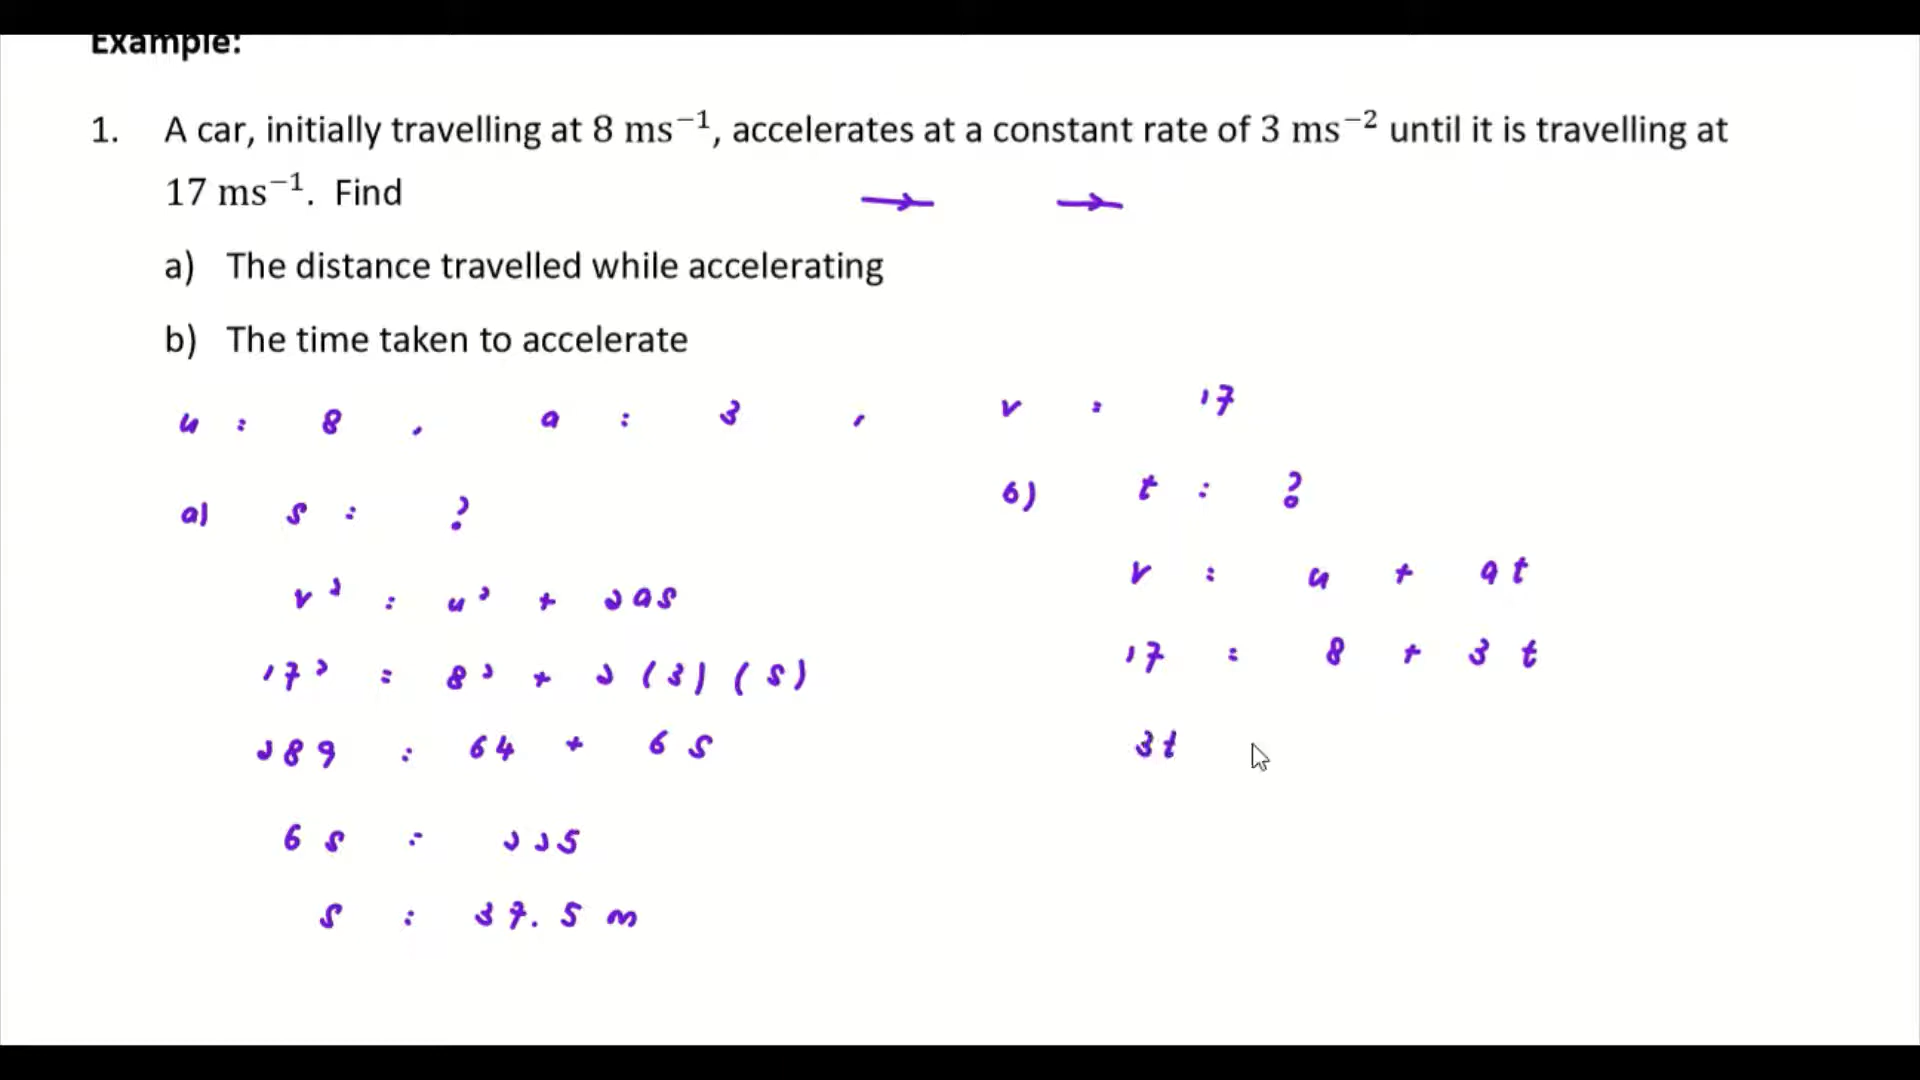 Example:
1. A car, initially travelling at 8 ms⁻¹, accelerates at a constant rate of 3 ms⁻² until it is travelling at
17 ms⁻¹. Find
a) The distance travelled while accelerating
b) The time taken to accelerate
u = 8 , a = 3 , v = 17
a) s = ?
v² = u² + 2as
17² = 8² + 2(3)(s)
289 = 64 + 6s
6s = 225
s = 37.5 m
b) t = ?
v = u + at
17 = 8 + 3t
3t